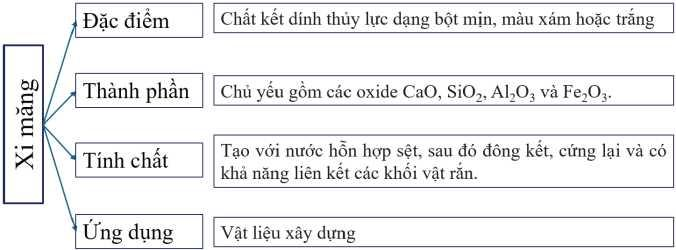 Xi măng
Đặc điểm
Chất kết dính thủy lực dạng bột mịn, màu xám hoặc trắng
Thành phần
Chủ yếu gồm các oxide CaO, SiO₂, Al₂O₃ và Fe₂O₃.
Tính chất
Tạo với nước hỗn hợp sệt, sau đó đông kết, cứng lại và có
khả năng liên kết các khối vật rắn.
Ứng dụng
Vật liệu xây dựng